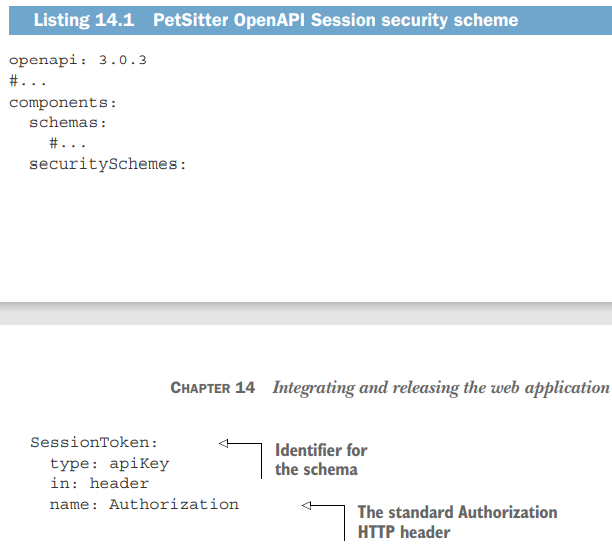 Listing 14.1 PetSitter OpenAPI Session security scheme
openapi: 3.0.3
#...
components:
  schemas:
    #...
  securitySchemes:
CHAPTER 14 Integrating and releasing the web application
SessionToken:
  type: apiKey
  in: header
  name: Authorization
Identifier for
the schema
The standard Authorization
HTTP header